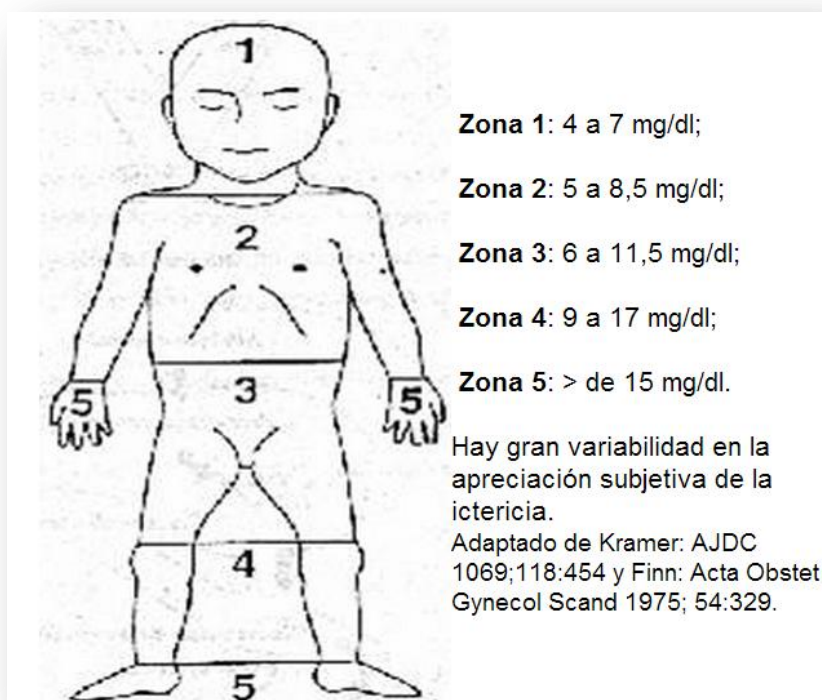 1
2
3
5
5
4
5
Zona 1: 4 a 7 mg/dl;
Zona 2: 5 a 8,5 mg/dl;
Zona 3: 6 a 11,5 mg/dl;
Zona 4: 9 a 17 mg/dl;
Zona 5: > de 15 mg/dl.
Hay gran variabilidad en la
apreciación subjetiva de la
ictericia.
Adaptado de Kramer: AJDC
1069;118:454 y Finn: Acta Obstet
Gynecol Scand 1975; 54:329.